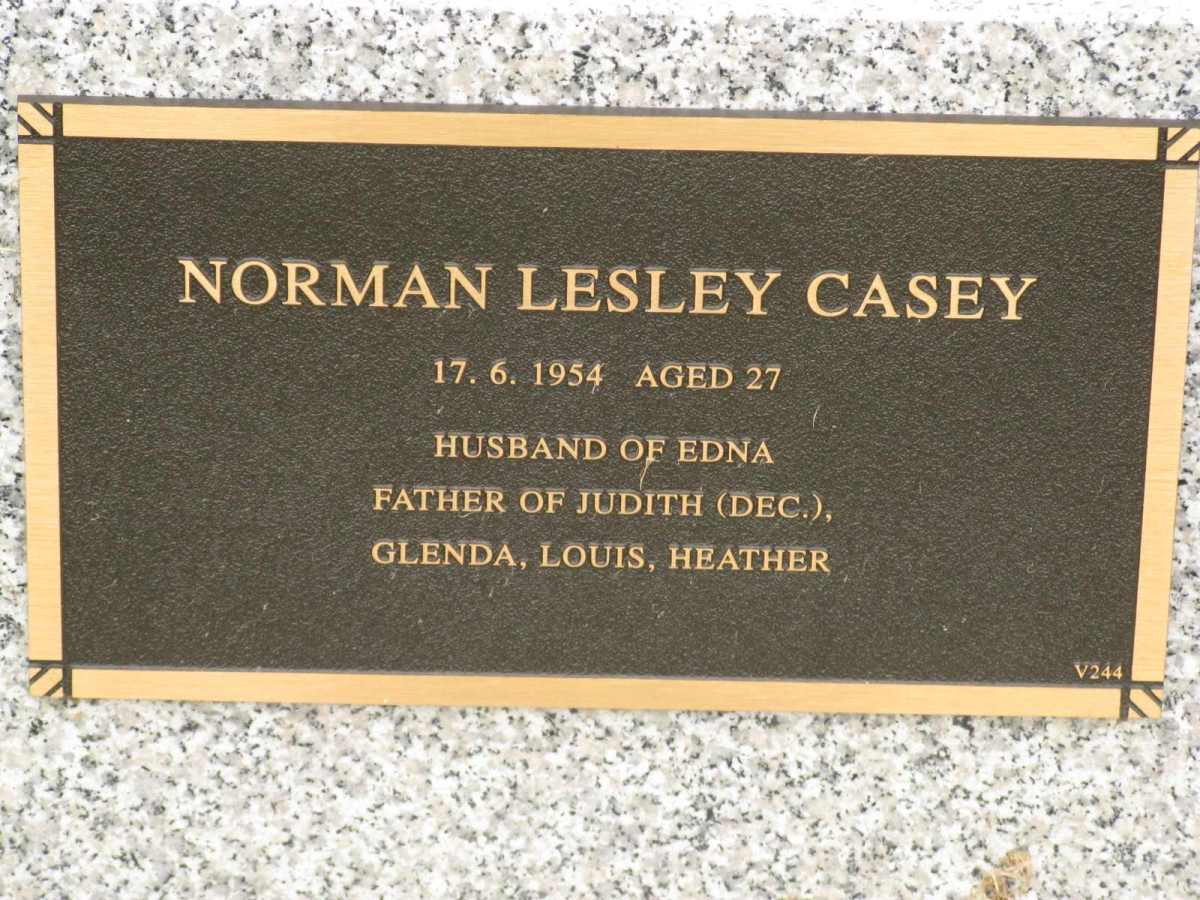 NORMAN LESLEY CASEY
17. 6. 1954 AGED 27
HUSBAND OF EDNA
FATHER OF JUDITH (DEC.),
GLENDA, LOUIS, HEATHER
V244